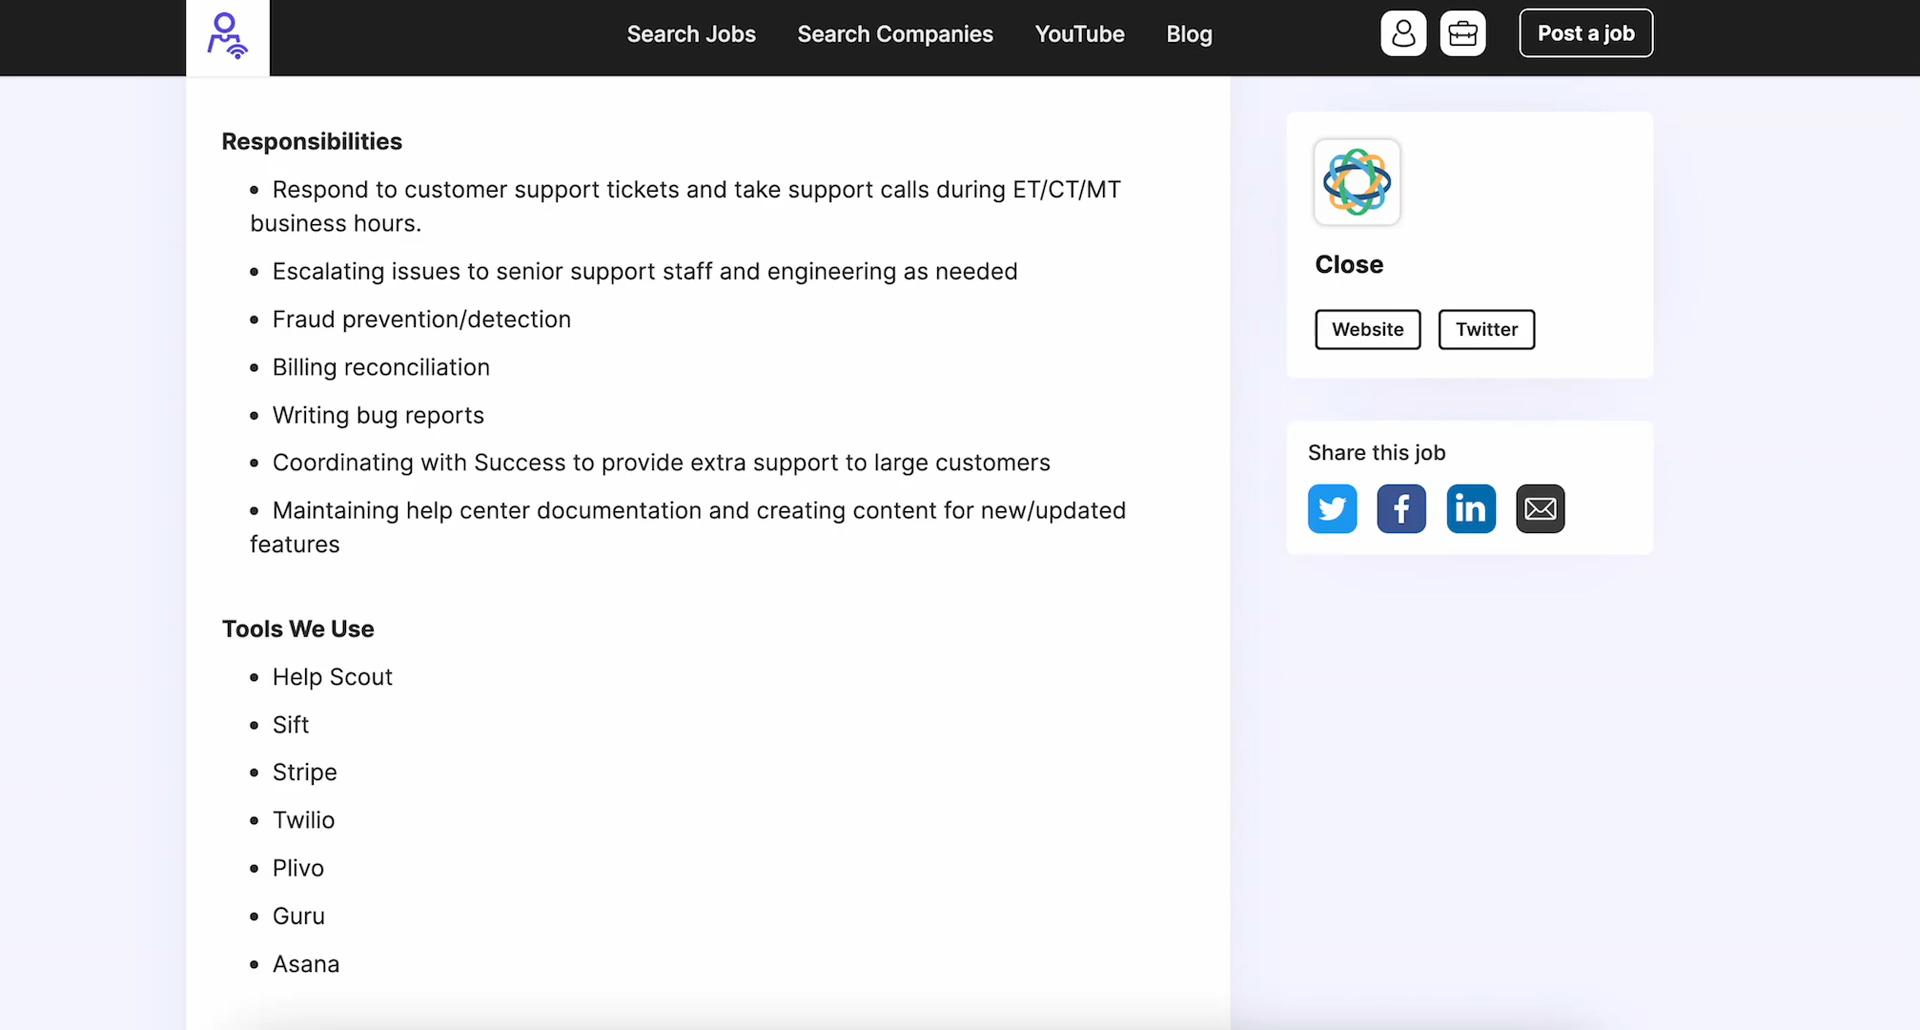 Search Jobs Search Companies YouTube Blog Post a job
Responsibilities
• Respond to customer support tickets and take support calls during ET/CT/MT
business hours.
• Escalating issues to senior support staff and engineering as needed
• Fraud prevention/detection
• Billing reconciliation
• Writing bug reports
• Coordinating with Success to provide extra support to large customers
• Maintaining help center documentation and creating content for new/updated
features
Tools We Use
• Help Scout
• Sift
• Stripe
• Twilio
• Plivo
• Guru
• Asana
Close
Website Twitter
Share this job